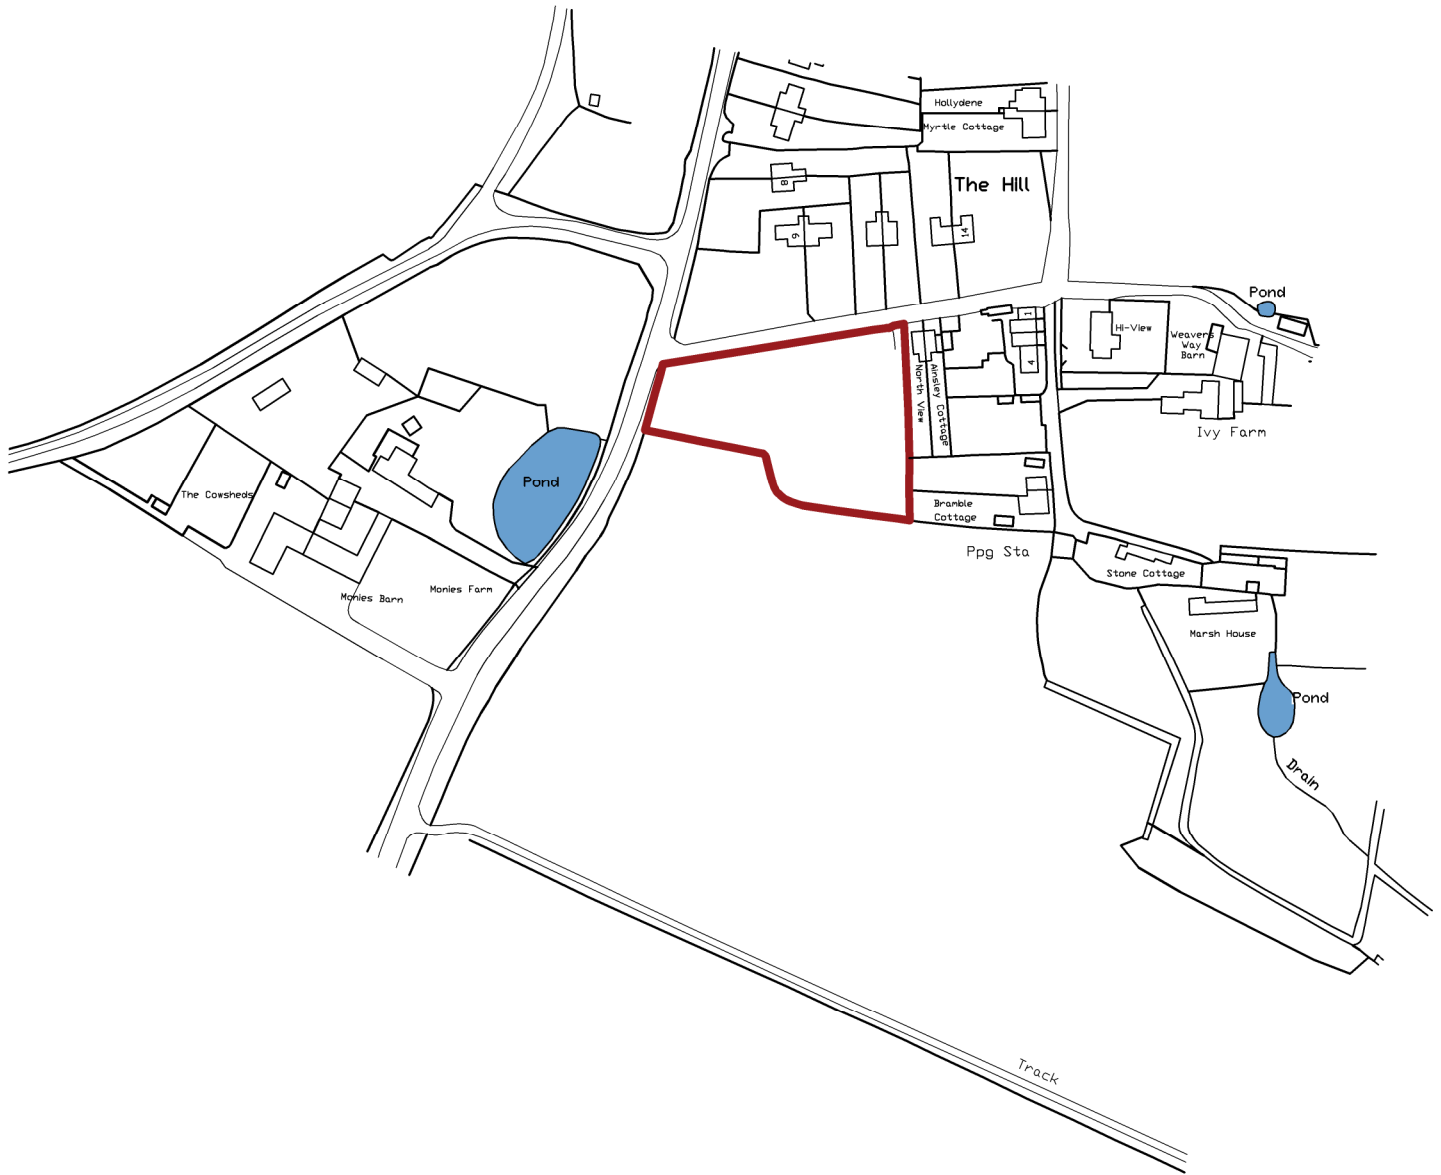 Hollydene
Myrtle Cottage
The Hill
8
9
14
Pond
1
Hi-View
Weavers
Way
Barn
4
North View
Ainsley Cottage
Ivy Farm
Pond
The Cowsheds
Bramble
Cottage
Ppg Sta
Stone Cottage
Monies Farm
Monies Barn
Marsh House
Pond
Drain
Track